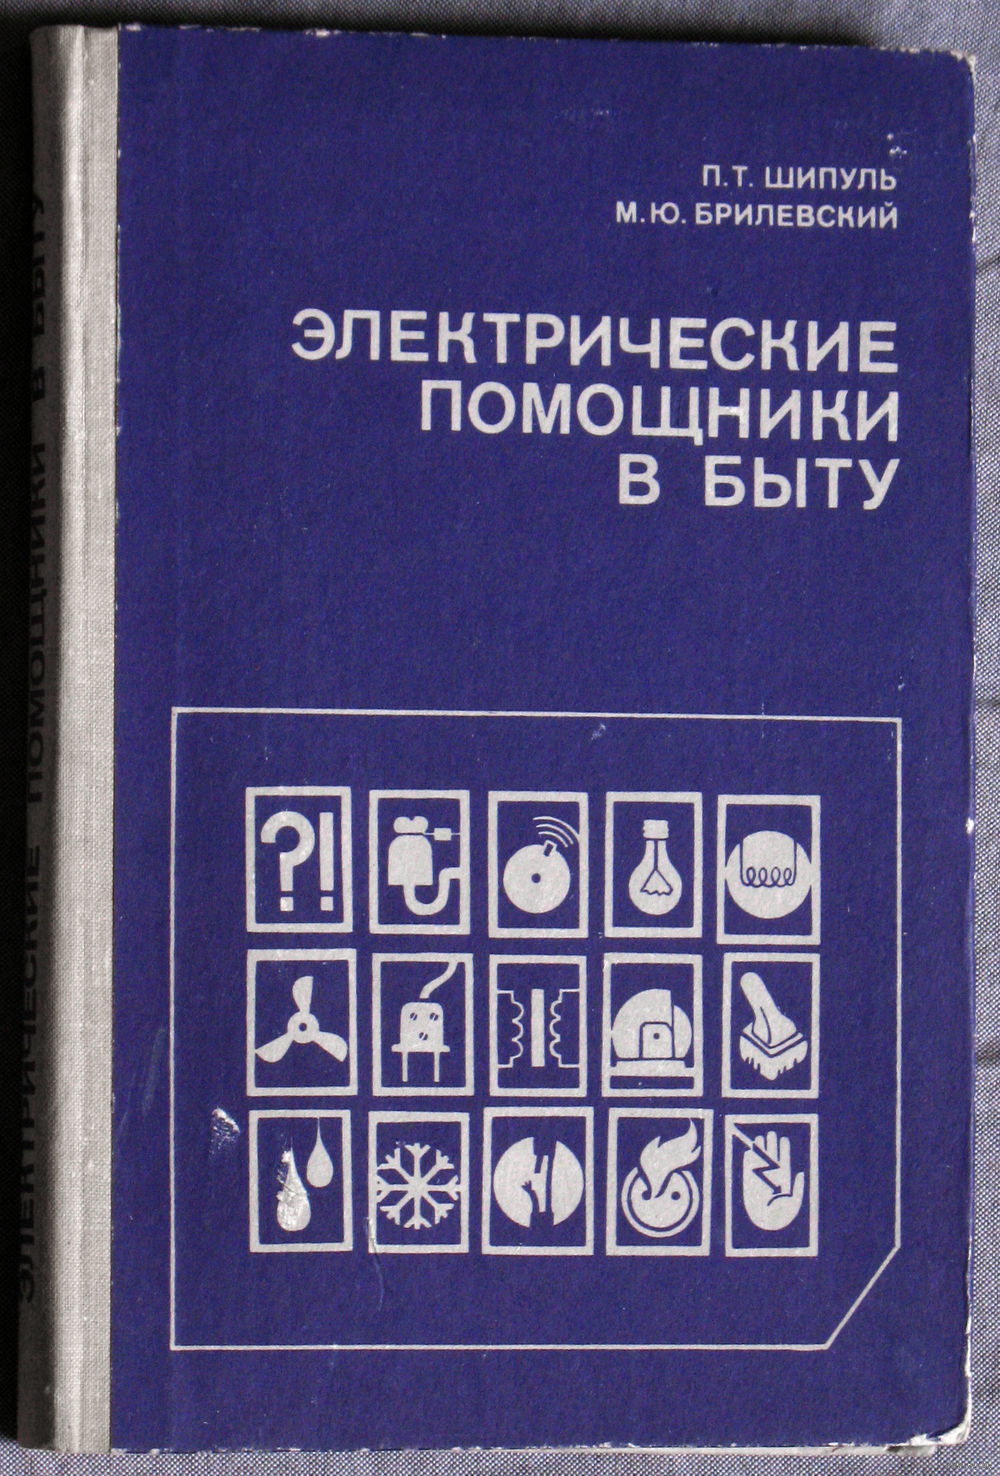 П.Т. ШИПУЛЬ
М.Ю. БРИЛЕВСКИЙ
ЭЛЕКТРИЧЕСКИЕ
ПОМОЩНИКИ
В БЫТУ
?!
ЭЛЕКТРИЧЕСКИЕ ПОМОЩНИКИ В БЫТУ